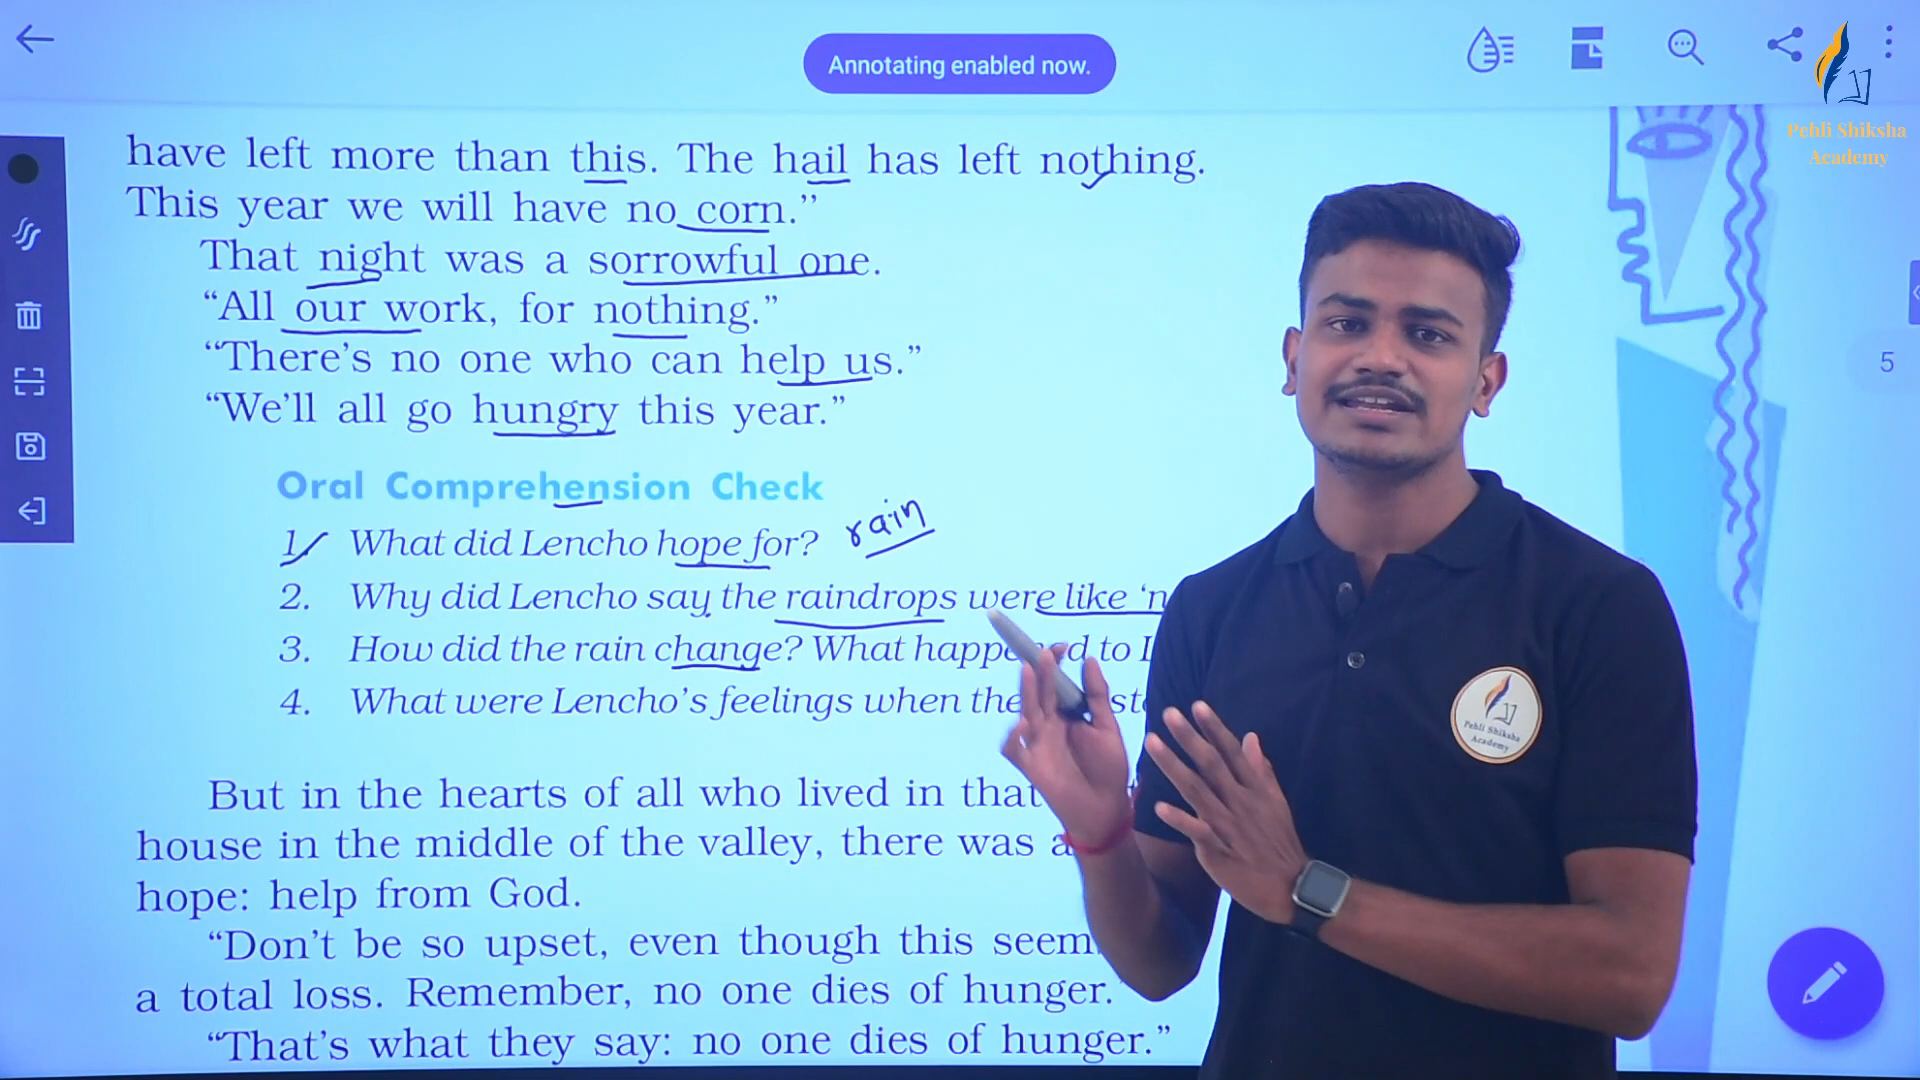 Annotating enabled now.
Pehli Shiksha
Academy
have left more than this. The hail has left nothing.
This year we will have no corn.”
That night was a sorrowful one.
“All our work, for nothing.”
“There’s no one who can help us.”
“We’ll all go hungry this year.”
5
Oral Comprehension Check
1. What did Lencho hope for? rain
2. Why did Lencho say the raindrops were like ‘n
3. How did the rain change? What happened to L
4. What were Lencho’s feelings when the
Pehli Shiksha
Academy
But in the hearts of all who lived in that
house in the middle of the valley, there was a
hope: help from God.
“Don’t be so upset, even though this seem
a total loss. Remember, no one dies of hunger.
“That’s what they say: no one dies of hunger.”